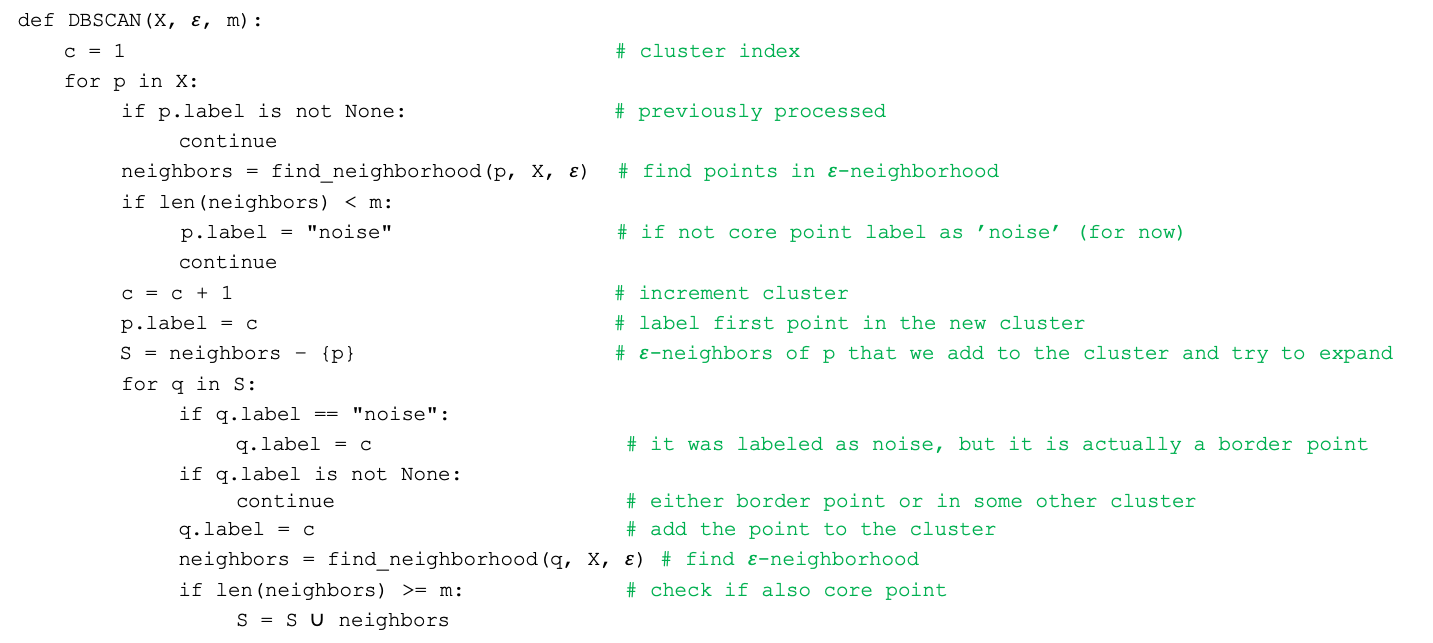 def DBSCAN(X, ε, m):
    c = 1    # cluster index
    for p in X:
        if p.label is not None:    # previously processed
            continue
        neighbors = find_neighborhood(p, X, ε)  # find points in ε-neighborhood
        if len(neighbors) < m:
            p.label = "noise"    # if not core point label as ’noise’ (for now)
            continue
        c = c + 1    # increment cluster
        p.label = c    # label first point in the new cluster
        S = neighbors – {p}    # ε-neighbors of p that we add to the cluster and try to expand
        for q in S:
            if q.label == "noise":
                q.label = c    # it was labeled as noise, but it is actually a border point
            if q.label is not None:
                continue    # either border point or in some other cluster
            q.label = c    # add the point to the cluster
            neighbors = find_neighborhood(q, X, ε) # find ε-neighborhood
            if len(neighbors) >= m:    # check if also core point
                S = S ∪ neighbors